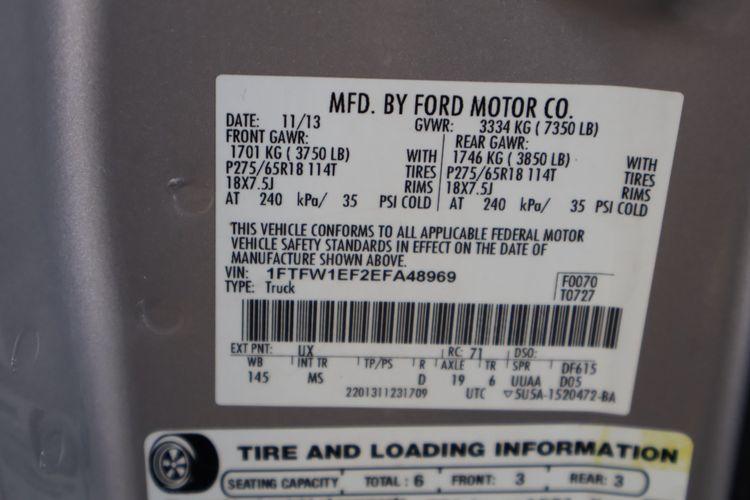 MFD. BY FORD MOTOR CO.
DATE: 11/13 GVWR: 3334 KG ( 7350 LB)
FRONT GAWR: REAR GAWR:
1701 KG ( 3750 LB) WITH 1746 KG ( 3850 LB) WITH
P275/65R18 114T TIRES P275/65R18 114T TIRES
18X7.5J RIMS 18X7.5J RIMS
AT 240 kPa/ 35 PSI COLD AT 240 kPa/ 35 PSI COLD
THIS VEHICLE CONFORMS TO ALL APPLICABLE FEDERAL MOTOR
VEHICLE SAFETY STANDARDS IN EFFECT ON THE DATE OF
MANUFACTURE SHOWN ABOVE.
VIN: 1FTFW1EF2EFA48969 F0070
TYPE: Truck T0727
EXT PNT: UX RC: 71 DSO:
WB INT TR TP/PS R AXLE TR SPR DF615
145 MS D 19 6 UUAA D05
2201311231709 UTC ▽5U5A-1520472-BA
TIRE AND LOADING INFORMATION
SEATING CAPACITY TOTAL : 6 FRONT: 3 REAR: 3